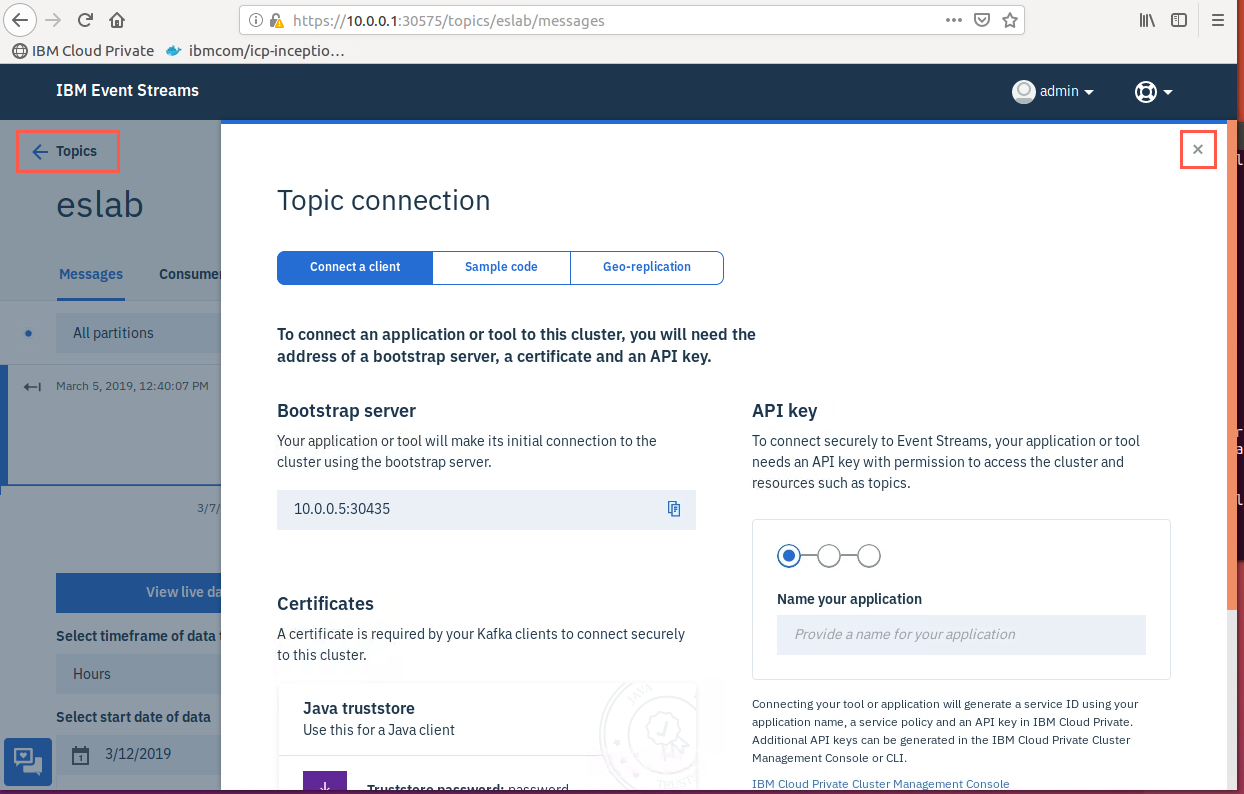 https://10.0.0.1:30575/topics/eslab/messages
IBM Cloud Private ibmcom/icp-inceptio...
IBM Event Streams
admin
Topics
eslab
Messages Consumer
All partitions
March 5, 2019, 12:40:07 PM
3/7/
View live da
Select timeframe of data
Hours
Select start date of data
1 3/12/2019
Topic connection
Connect a client Sample code Geo-replication
To connect an application or tool to this cluster, you will need the
address of a bootstrap server, a certificate and an API key.
Bootstrap server
Your application or tool will make its initial connection to the
cluster using the bootstrap server.
10.0.0.5:30435
Certificates
A certificate is required by your Kafka clients to connect securely
to this cluster.
Java truststore
Use this for a Java client
JAVA
Truststore password: password
API key
To connect securely to Event Streams, your application or tool
needs an API key with permission to access the cluster and
resources such as topics.
Name your application
Provide a name for your application
Connecting your tool or application will generate a service ID using your
application name, a service policy and an API key in IBM Cloud Private.
Additional API keys can be generated in the IBM Cloud Private Cluster
Management Console or CLI.
IBM Cloud Private Cluster Management Console